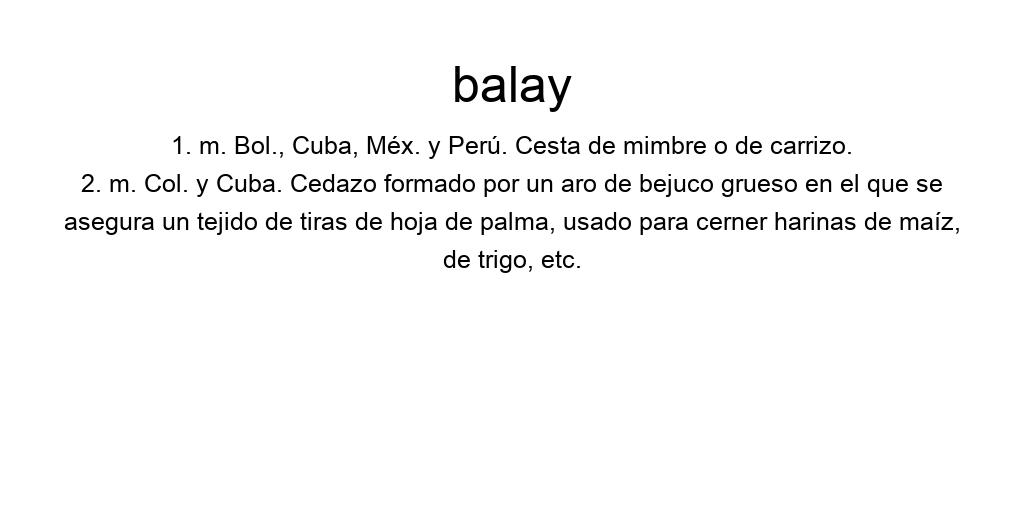 balay
1. m. Bol., Cuba, Méx. y Perú. Cesta de mimbre o de carrizo.
2. m. Col. y Cuba. Cedazo formado por un aro de bejuco grueso en el que se
asegura un tejido de tiras de hoja de palma, usado para cerner harinas de maíz,
de trigo, etc.